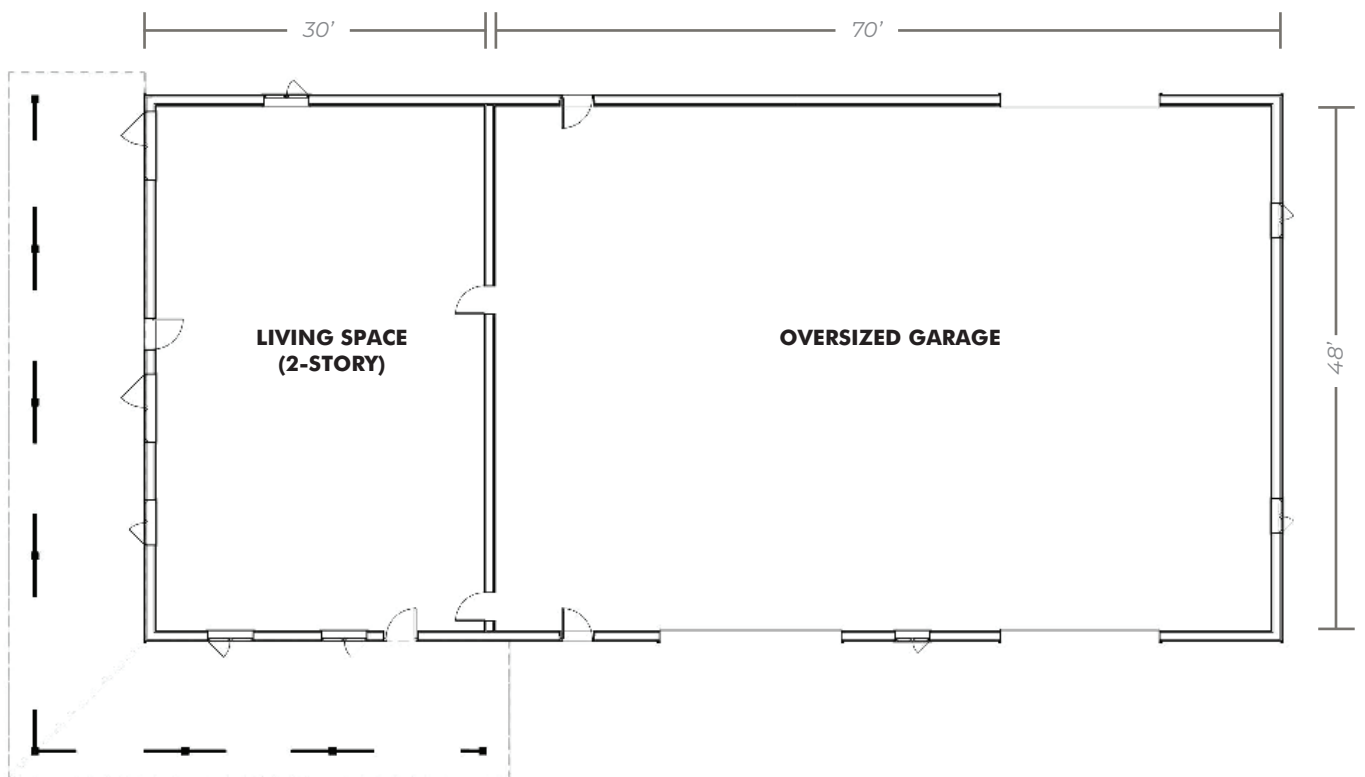 30'
70'
LIVING SPACE
(2-STORY)
OVERSIZED GARAGE
48'